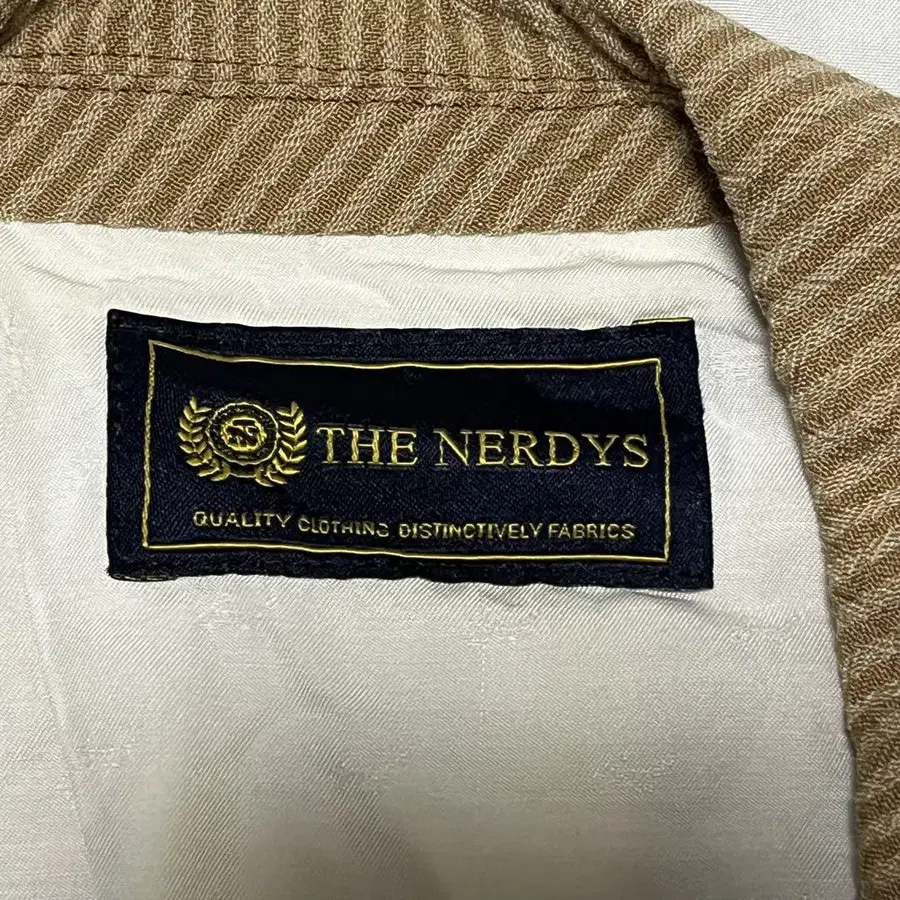 THE NERDYS
QUALITY CLOTHING DISTINCTIVELY FABRICS